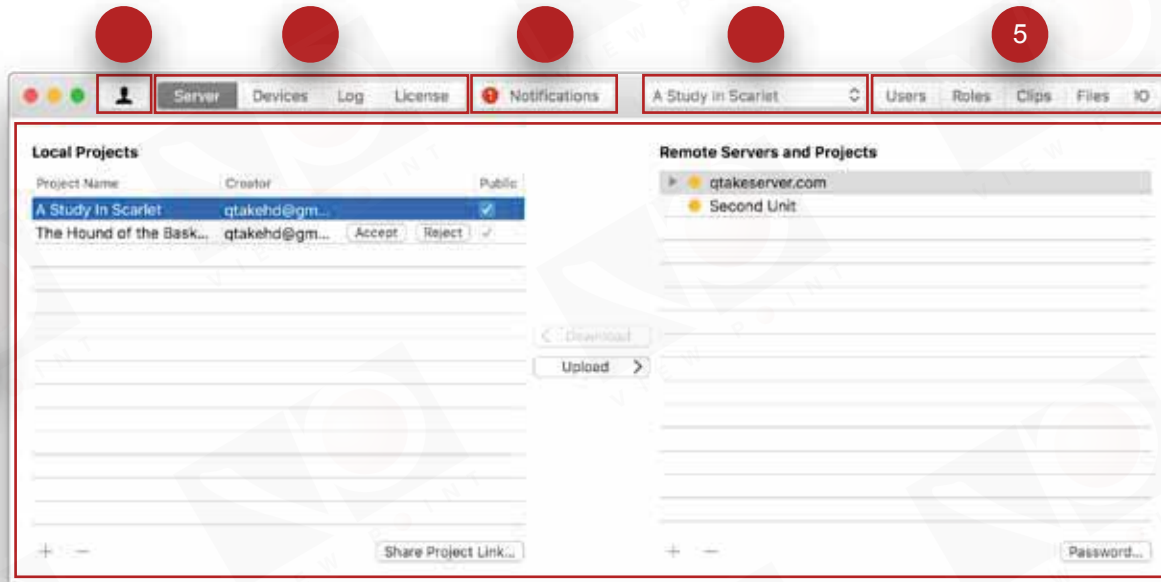 5
Server Devices Log License Notifications A Study In Scarlet Users Roles Clips Files IO
Local Projects
Remote Servers and Projects
Project Name Creator Public
qtakeserver.com
A Study In Scarlet qtakehd@gm...
Second Unit
The Hound of the Bask... qtakehd@gm... Accept Reject
Download
Upload
+ − Share Project Link...
+ − Password...
VIEW POINT